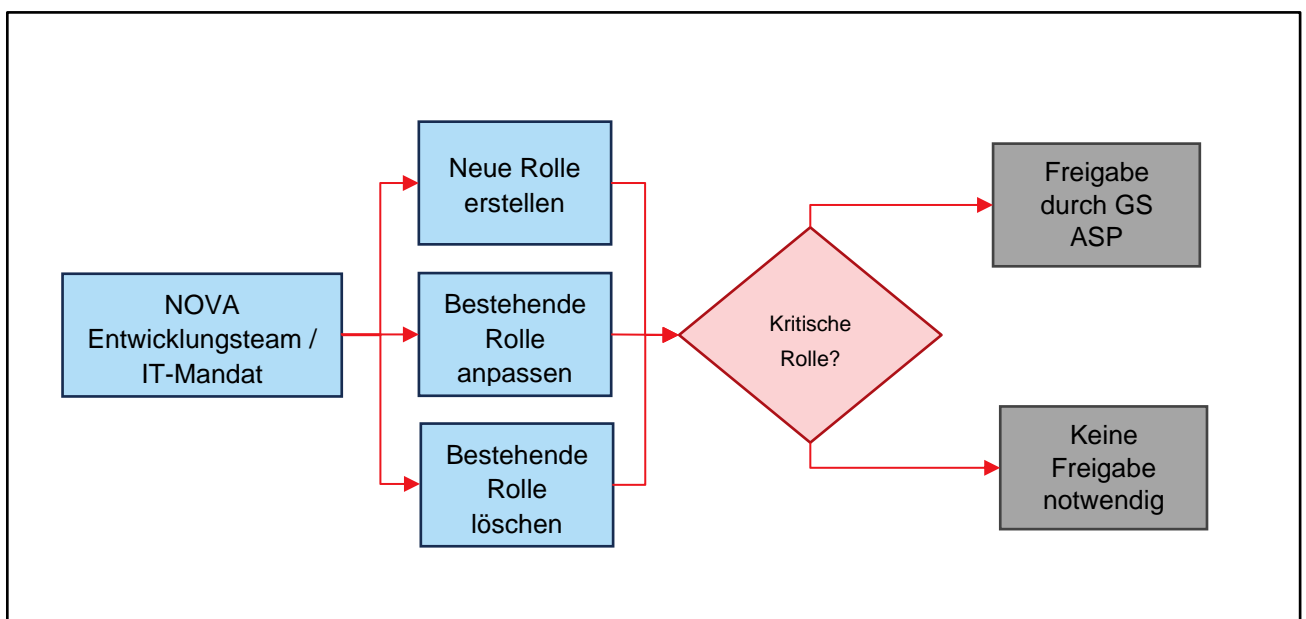 NOVA
Entwicklungsteam /
IT-Mandat
Neue Rolle
erstellen
Bestehende
Rolle
anpassen
Bestehende
Rolle
löschen
Kritische
Rolle?
Freigabe
durch GS
ASP
Keine
Freigabe
notwendig